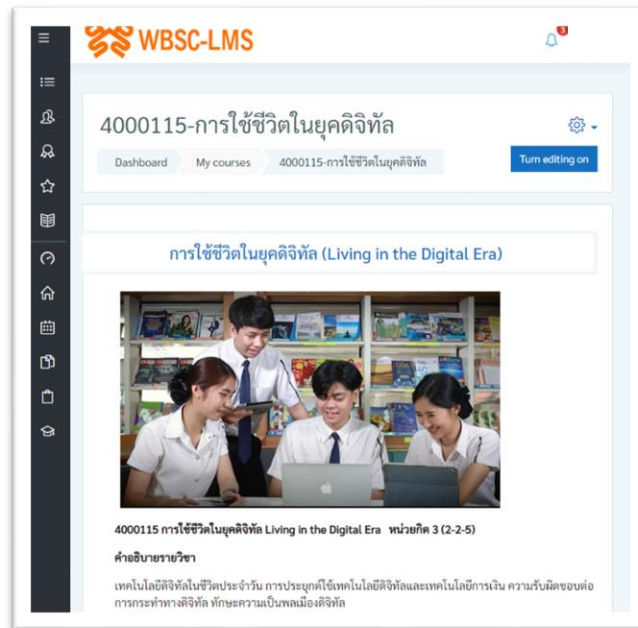 WBSC-LMS
3
4000115-การใช้ชีวิตในยุคดิจิทัล
Dashboard My courses 4000115-การใช้ชีวิตในยุคดิจิทัล
Turn editing on
การใช้ชีวิตในยุคดิจิทัล (Living in the Digital Era)
4000115 การใช้ชีวิตในยุคดิจิทัล Living in the Digital Era หน่วยกิต 3 (2-2-5)
คำอธิบายรายวิชา
เทคโนโลยีดิจิทัลในชีวิตประจำวัน การประยุกต์ใช้เทคโนโลยีดิจิทัลและเทคโนโลยีการเงิน ความรับผิดชอบต่อ
การกระทำทางดิจิทัล ทักษะความเป็นพลเมืองดิจิทัล